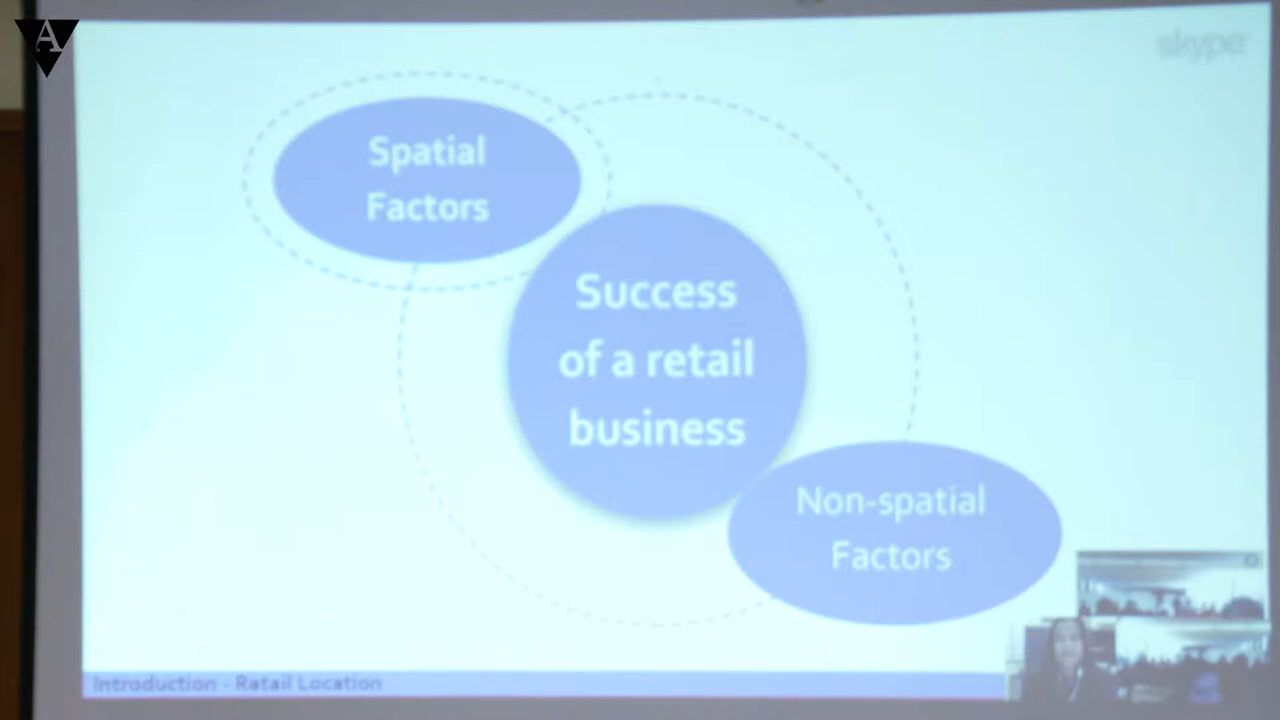 A
skype
Spatial
Factors
Success
of a retail
business
Non-spatial
Factors
Introduction - Ratail Location